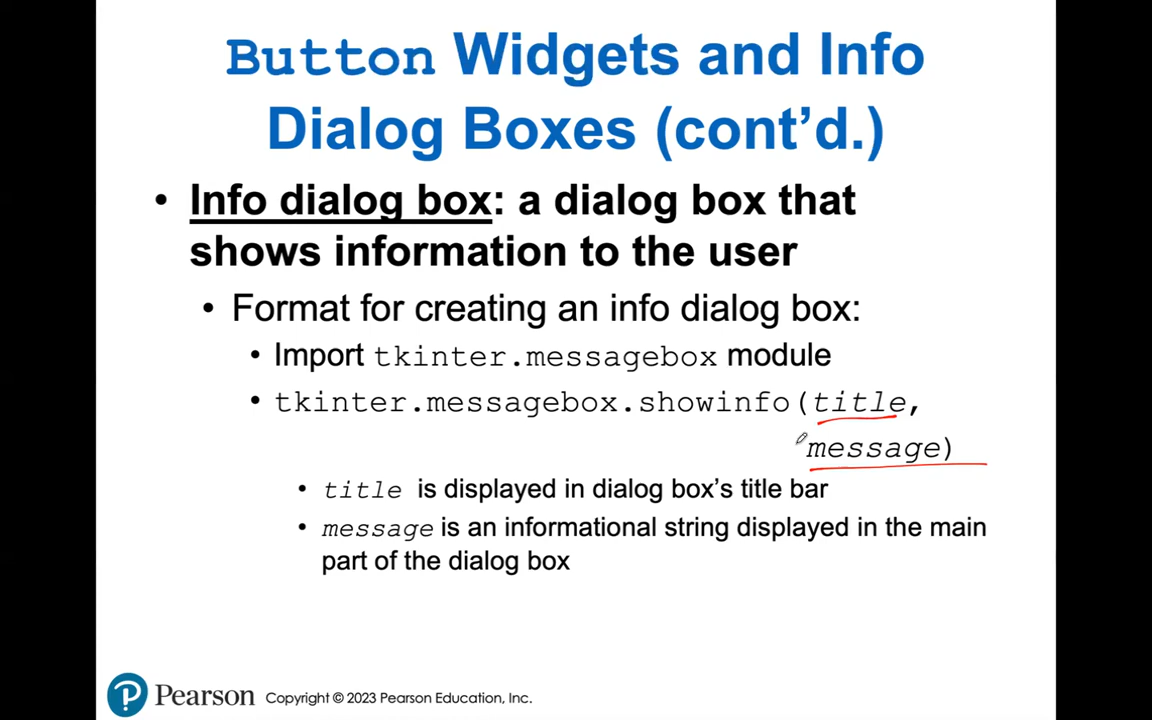 Button Widgets and Info
Dialog Boxes (cont’d.)
• Info dialog box: a dialog box that
shows information to the user
• Format for creating an info dialog box:
• Import tkinter.messagebox module
• tkinter.messagebox.showinfo(title,
message)
• title is displayed in dialog box’s title bar
• message is an informational string displayed in the main
part of the dialog box
Pearson Copyright © 2023 Pearson Education, Inc.